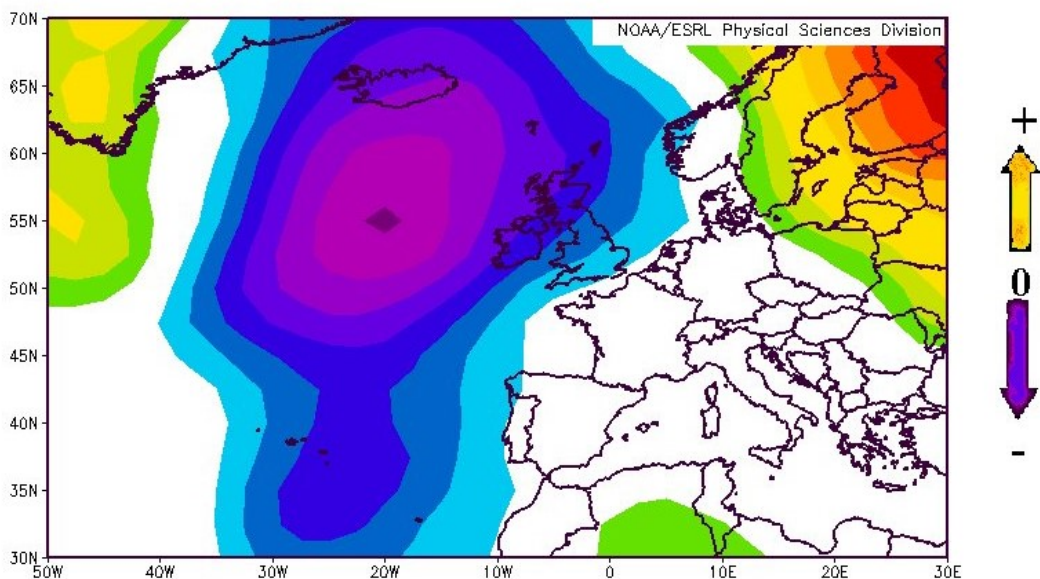 70N
NOAA/ESRL Physical Sciences Division
65N
60N
55N
50N
45N
40N
35N
30N
50W
40W
30W
20W
10W
0
10E
20E
30E
+
0
-